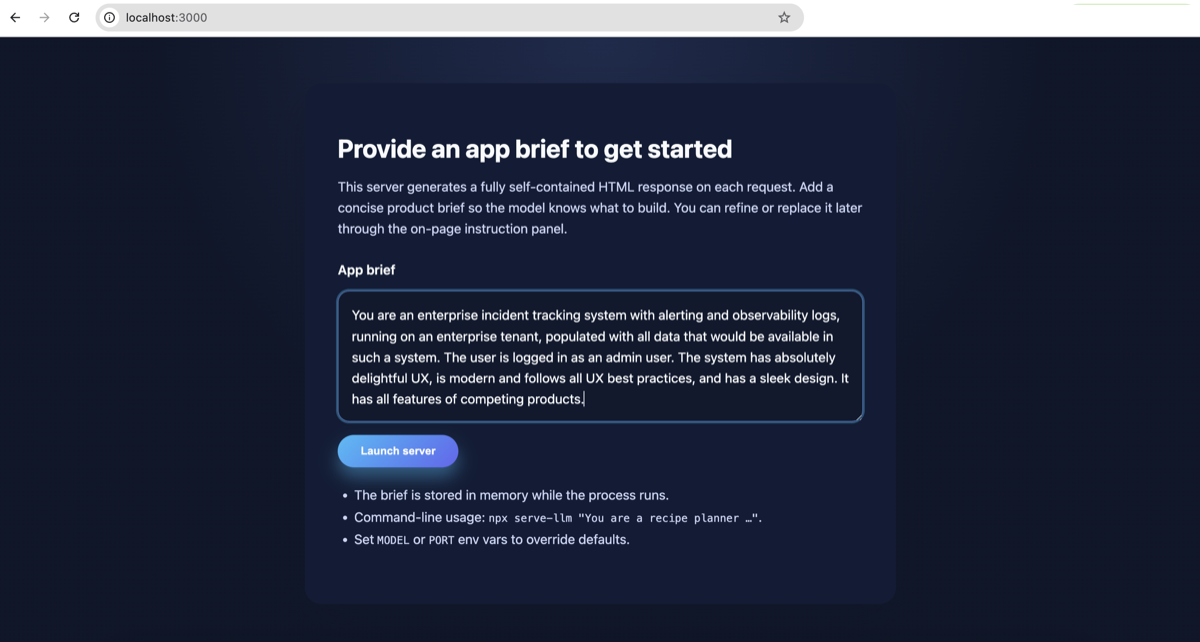 localhost:3000
Provide an app brief to get started
This server generates a fully self-contained HTML response on each request. Add a
concise product brief so the model knows what to build. You can refine or replace it later
through the on-page instruction panel.
App brief
You are an enterprise incident tracking system with alerting and observability logs,
running on an enterprise tenant, populated with all data that would be available in
such a system. The user is logged in as an admin user. The system has absolutely
delightful UX, is modern and follows all UX best practices, and has a sleek design. It
has all features of competing products.
Launch server
• The brief is stored in memory while the process runs.
• Command-line usage: npx serve-llm "You are a recipe planner …".
• Set MODEL or PORT env vars to override defaults.